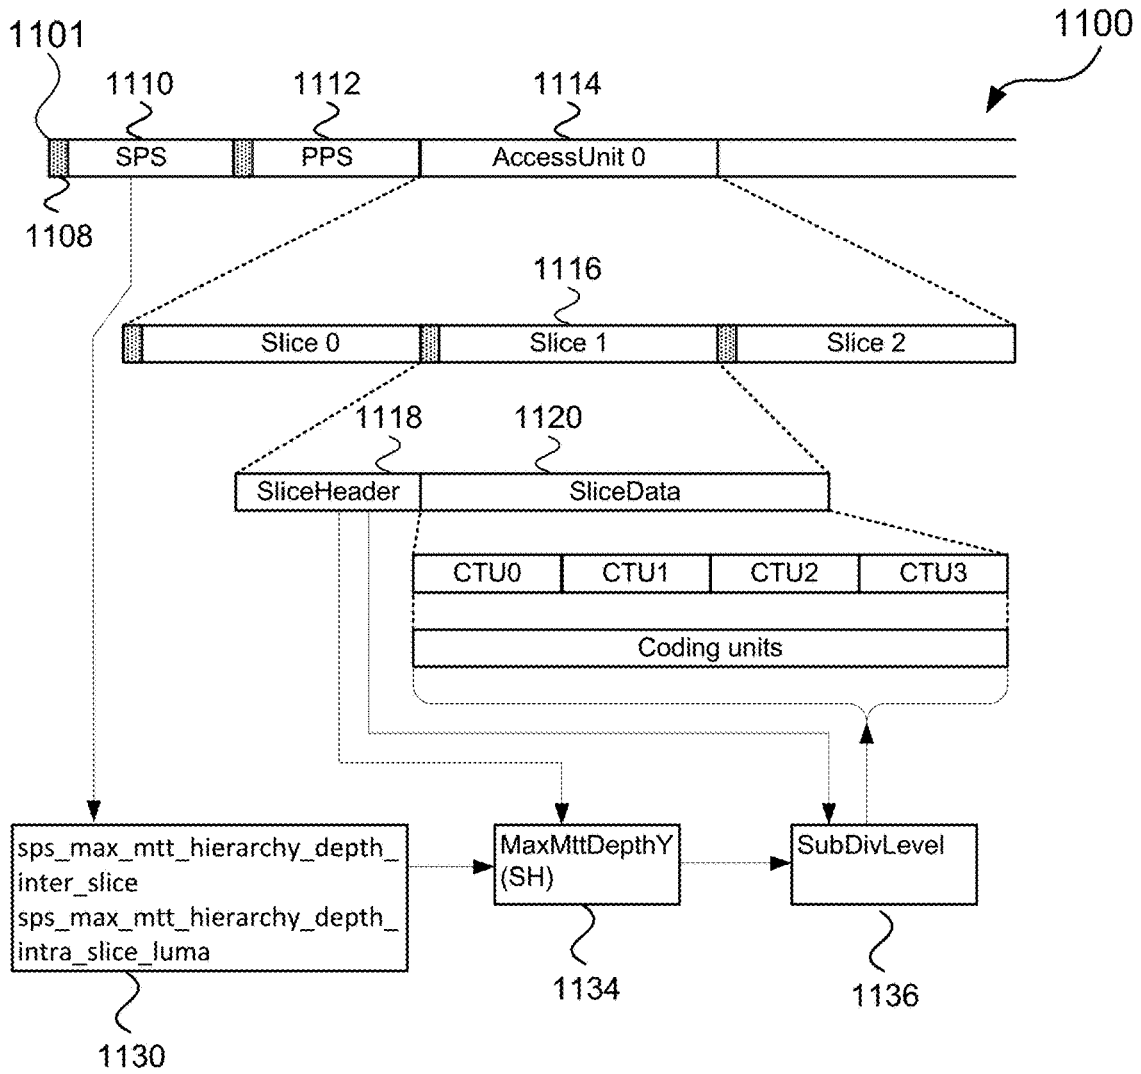 1100
1101
1110
1112
1114
SPS
PPS
AccessUnit 0
1108
1116
Slice 0
Slice 1
Slice 2
1118
1120
SliceHeader
SliceData
CTU0
CTU1
CTU2
CTU3
Coding units
sps_max_mtt_hierarchy_depth_
inter_slice
sps_max_mtt_hierarchy_depth_
intra_slice_luma
MaxMttDepthY
(SH)
SubDivLevel
1134
1136
1130